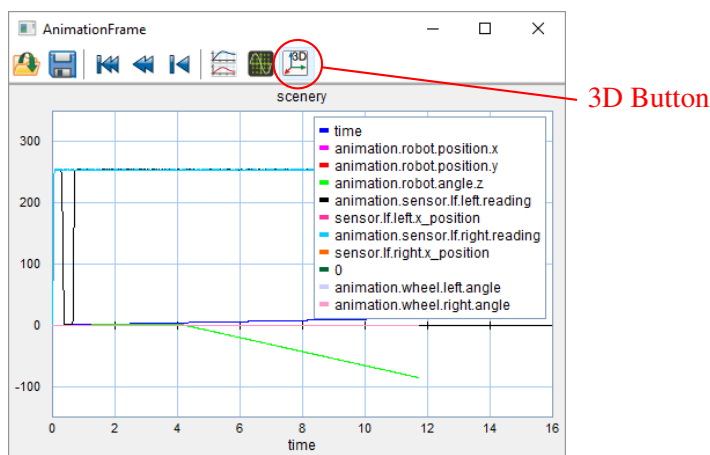 AnimationFrame
3D
3D Button
scenery
time
animation.robot.position.x
animation.robot.position.y
animation.robot.angle.z
animation.sensor.lf.left.reading
sensor.lf.left.x_position
animation.sensor.lf.right.reading
sensor.lf.right.x_position
0
animation.wheel.left.angle
animation.wheel.right.angle
300
200
100
0
-100
0 2 4 6 8 10 12 14 16
time